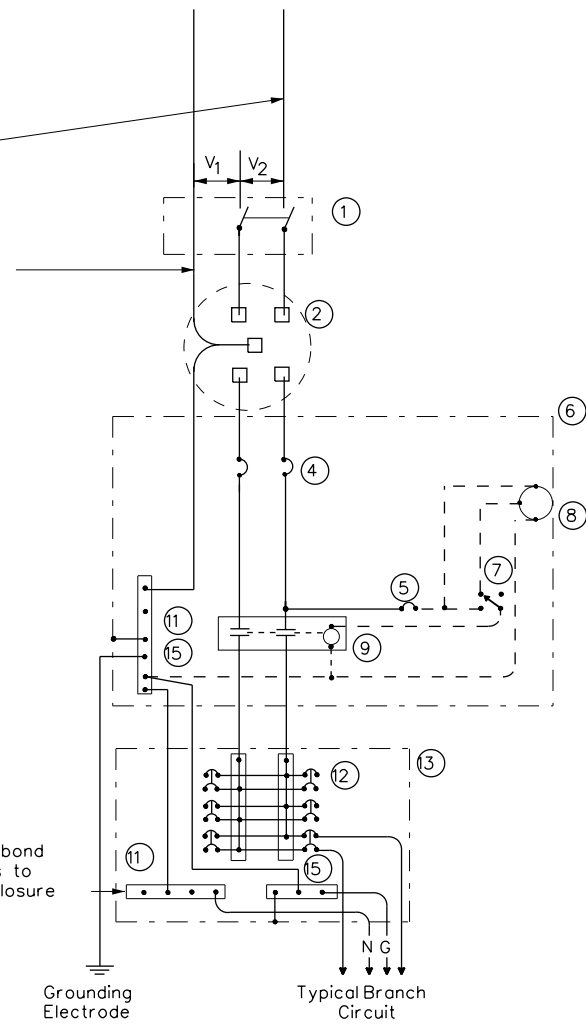 V1
V2
1
2
6
4
8
7
5
11
9
15
13
12
bond
s to
11
15
losure
N G
Grounding
Electrode
Typical Branch
Circuit